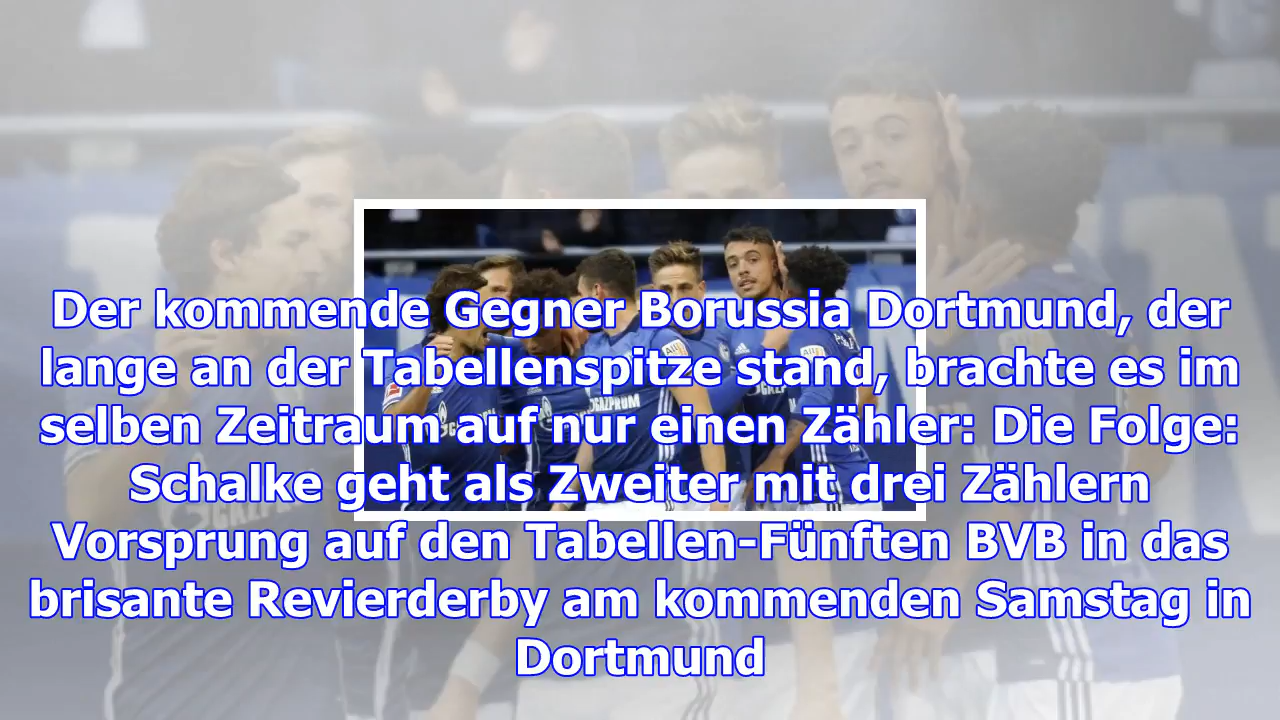 Der kommende Gegner Borussia Dortmund, der
lange an der Tabellenspitze stand, brachte es im
selben Zeitraum auf nur einen Zähler: Die Folge:
Schalke geht als Zweiter mit drei Zählern
Vorsprung auf den Tabellen-Fünften BVB in das
brisante Revierderby am kommenden Samstag in
Dortmund
GAZPROM